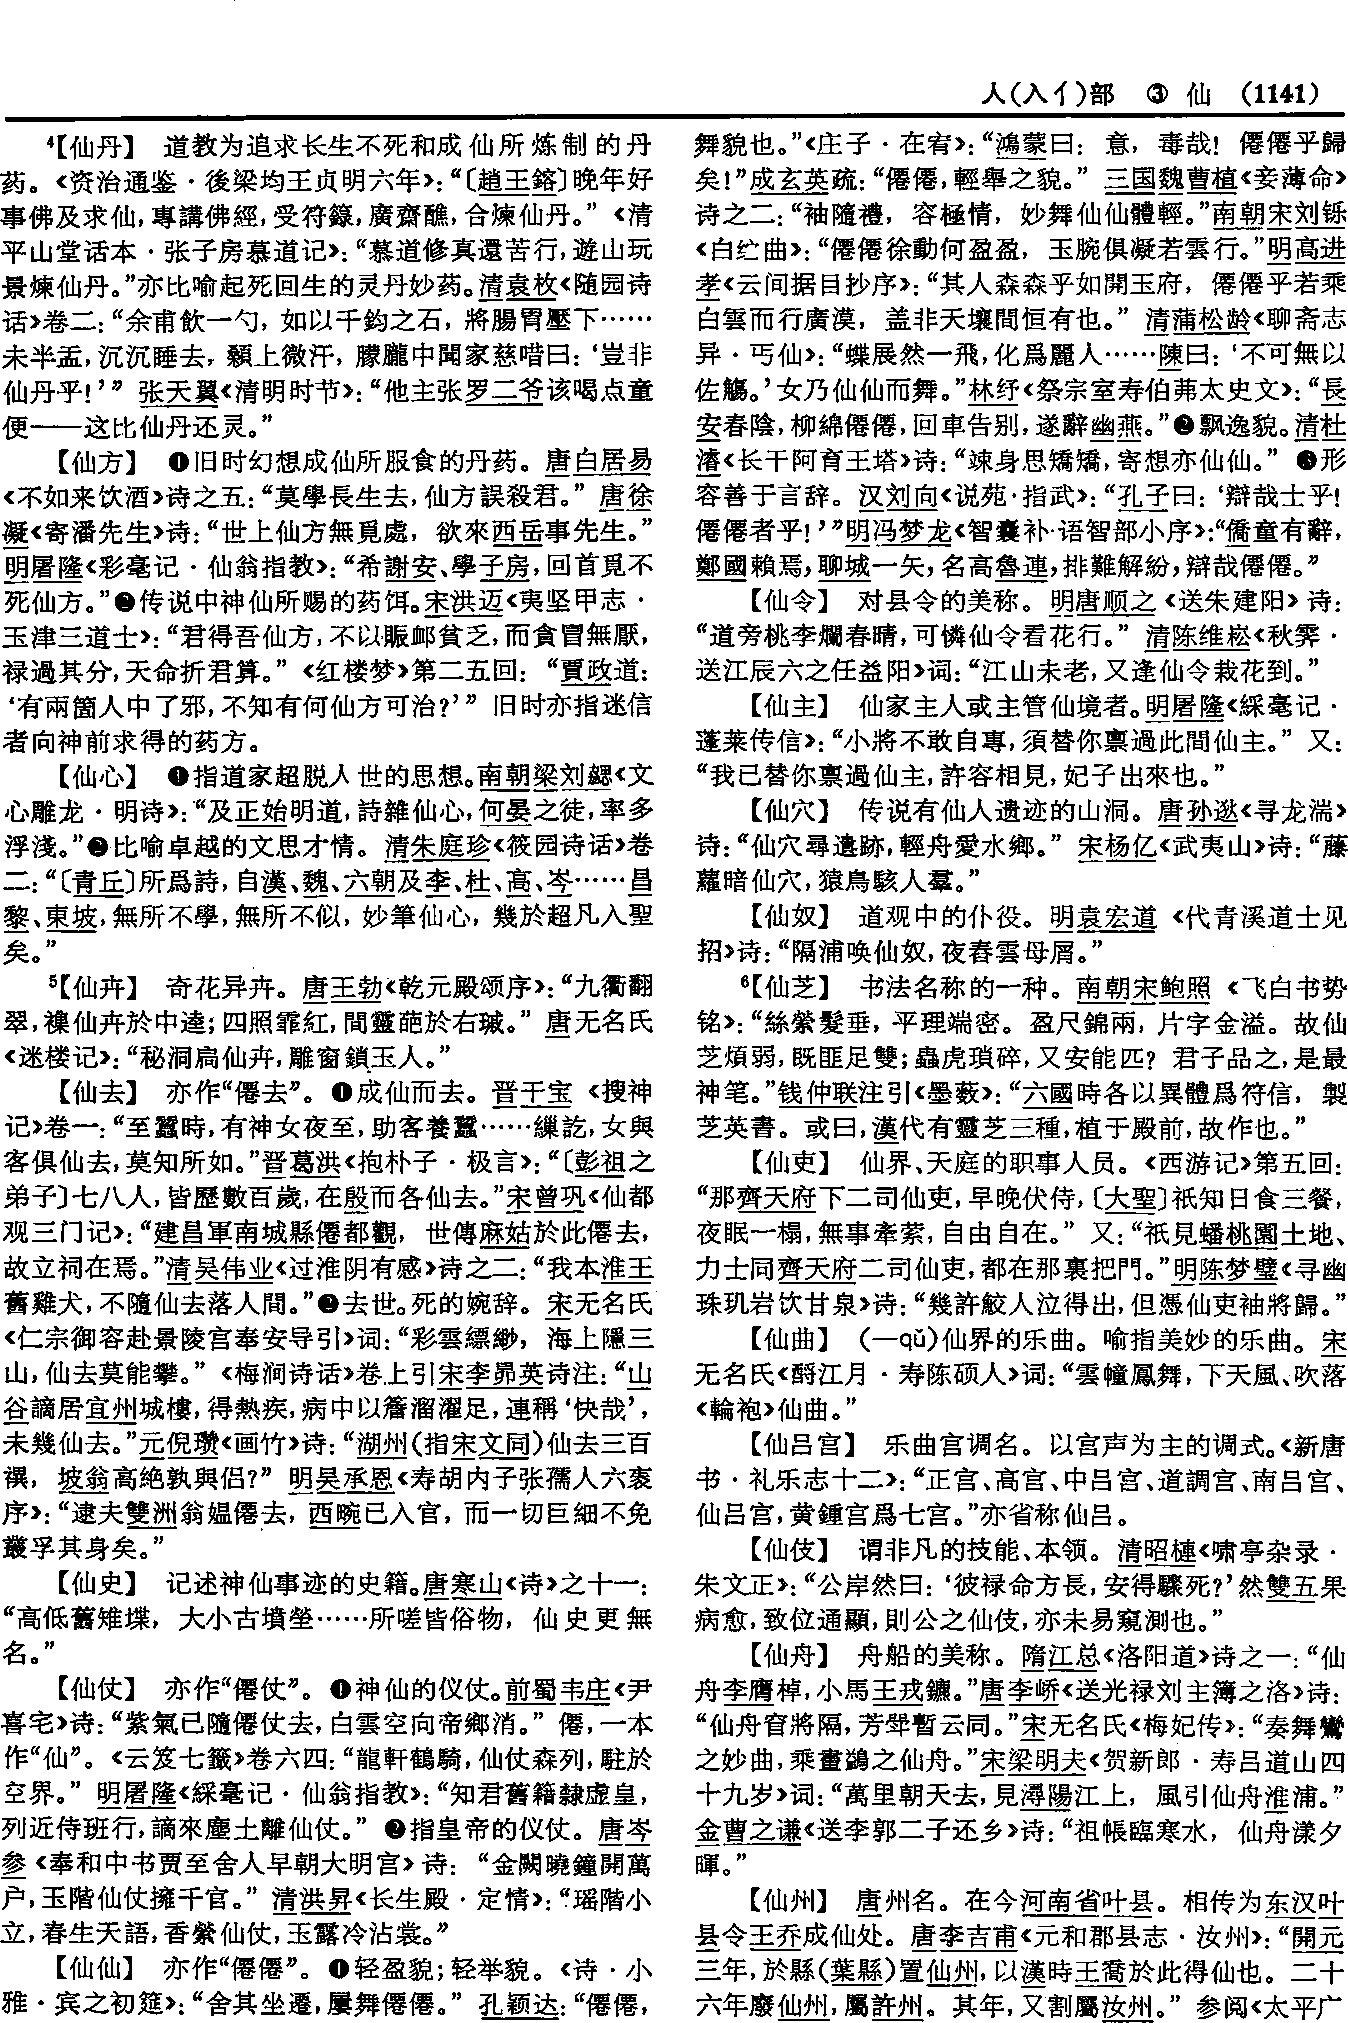 人(入亻)部 ③ 仙 (1141)
⁴【仙丹】 道教为追求长生不死和成仙所炼制的丹
药。《资治通鉴·後梁均王贞明六年》：“〔趙王鎔〕晚年好
事佛及求仙，專講佛經，受符籙，廣齋醮，合煉仙丹。”《清
平山堂话本·张子房慕道记》：“慕道修真還苦行，遊山玩
景煉仙丹。”亦比喻起死回生的灵丹妙药。清袁枚《随园诗
话》卷二：“余甫飲一勺，如以千鈞之石，將腸胃壓下……
未半盂，沉沉睡去，顙上微汗，朦朧中聞家慈唶曰：‘豈非
仙丹乎！’” 张天翼《清明时节》：“他主张罗二爷该喝点童
便——这比仙丹还灵。”
【仙方】 ❶旧时幻想成仙所服食的丹药。唐白居易
《不如来饮酒》诗之五：“莫學長生去，仙方誤殺君。” 唐徐
凝《寄潘先生》诗：“世上仙方無覓處，欲來西岳事先生。”
明屠隆《彩毫记·仙翁指教》：“希謝安、學子房，回首覓不
死仙方。”❷传说中神仙所赐的药饵。宋洪迈《夷坚甲志·
玉津三道士》：“君得吾仙方，不以賑卹貧乏，而貪冒無厭，
禄過其分，天命折君算。”《红楼梦》第二五回：“賈政道：
‘有兩箇人中了邪，不知有何仙方可治？’” 旧时亦指迷信
者向神前求得的药方。
【仙心】 ❶指道家超脱人世的思想。南朝梁刘勰《文
心雕龙·明诗》：“及正始明道，詩雜仙心，何晏之徒，率多
浮淺。”❷比喻卓越的文思才情。清朱庭珍《筱园诗话》卷
二：“〔青丘〕所爲詩，自漢、魏、六朝及李、杜、高、岑……昌
黎、東坡，無所不學，無所不似，妙筆仙心，幾於超凡入聖
矣。”
⁵【仙卉】 奇花异卉。唐王勃《乾元殿颂序》：“九衢翻
翠，襍仙卉於中逵；四照霏紅，間靈葩於右墄。” 唐无名氏
《迷楼记》：“秘洞扃仙卉，雕窗鎖玉人。”
【仙去】 亦作“僊去”。❶成仙而去。晋干宝《搜神
记》卷一：“至蠶時，有神女夜至，助客養蠶……繅訖，女與
客俱仙去，莫知所如。”晋葛洪《抱朴子·极言》：“〔彭祖之
弟子〕七八人，皆歷數百歲，在殷而各仙去。”宋曾巩《仙都
观三门记》：“建昌軍南城縣僊都觀，世傳麻姑於此僊去，
故立祠在焉。”清吴伟业《过淮阴有感》诗之二：“我本淮王
舊雞犬，不隨仙去落人間。”❷去世。死的婉辞。宋无名氏
《仁宗御容赴景陵宫奉安导引》词：“彩雲縹緲，海上隱三
山，仙去莫能攀。”《梅涧诗话》卷上引宋李昴英诗注：“山
谷謫居宜州城樓，得熱疾，病中以簷溜濯足，連稱‘快哉’，
未幾仙去。”元倪瓒《画竹》诗：“湖州（指宋文同）仙去三百
禩，坡翁高絶孰與侣？” 明吴承恩《寿胡内子张孺人六衮
序》：“逮夫雙洲翁媪僊去，西畹已入官，而一切巨細不免
叢孚其身矣。”
【仙史】 记述神仙事迹的史籍。唐寒山《诗》之十一：
“高低舊雉堞，大小古墳塋……所嗟皆俗物，仙史更無
名。”
【仙仗】 亦作“僊仗”。❶神仙的仪仗。前蜀韦庄《尹
喜宅》诗：“紫氣已隨僊仗去，白雲空向帝鄉消。” 僊，一本
作“仙”。《云笈七籤》卷六四：“龍軒鶴騎，仙仗森列，駐於
空界。” 明屠隆《綵毫记·仙翁指教》：“知君舊籍隸虚皇，
列近侍班行，謫來塵土離仙仗。” ❷指皇帝的仪仗。唐岑
参《奉和中书贾至舍人早朝大明宫》诗：“金闕曉鐘開萬
户，玉階仙仗擁千官。” 清洪昇《长生殿·定情》：“瑶階小
立，春生天語，香縈仙仗，玉露冷沾裳。”
【仙仙】 亦作“僊僊”。❶轻盈貌；轻举貌。《诗·小
雅·宾之初筵》：“舍其坐遷，屢舞僊僊。” 孔颖达：“僊僊，
舞貌也。”《庄子·在宥》：“鴻蒙曰：意，毒哉！僊僊乎歸
矣！”成玄英疏：“僊僊，輕舉之貌。” 三国魏曹植《妾薄命》
诗之二：“袖隨禮，容極情，妙舞仙仙體輕。”南朝宋刘铄
《白纻曲》：“僊僊徐動何盈盈，玉腕俱凝若雲行。”明高进
孝《云间据目抄序》：“其人森森乎如開玉府，僊僊乎若乘
白雲而行廣漠，盖非天壤間恒有也。” 清蒲松龄《聊斋志
异·丐仙》：“蝶展然一飛，化爲麗人……陳曰：‘不可無以
佐觴。’女乃仙仙而舞。”林纾《祭宗室寿伯茀太史文》：“長
安春陰，柳綿僊僊，回車告别，遂辭幽燕。”❷飘逸貌。清杜
濬《长干阿育王塔》诗：“竦身思矯矯，寄想亦仙仙。” ❸形
容善于言辞。汉刘向《说苑·指武》：“孔子曰：‘辯哉士乎！
僊僊者乎！’”明冯梦龙《智囊补·语智部小序》：“僑童有辭，
鄭國賴焉，聊城一矢，名高魯連，排難解紛，辯哉僊僊。”
【仙令】 对县令的美称。明唐顺之《送朱建阳》诗：
“道旁桃李爛春晴，可憐仙令看花行。” 清陈维崧《秋霁·
送江辰六之任益阳》词：“江山未老，又逢仙令栽花到。”
【仙主】 仙家主人或主管仙境者。明屠隆《綵毫记·
蓬莱传信》：“小將不敢自專，須替你禀過此間仙主。” 又：
“我已替你禀過仙主，許容相見，妃子出來也。”
【仙穴】 传说有仙人遗迹的山洞。唐孙逖《寻龙湍》
诗：“仙穴尋遺跡，輕舟愛水鄉。” 宋杨亿《武夷山》诗：“藤
蘿暗仙穴，猿鳥駭人羣。”
【仙奴】 道观中的仆役。明袁宏道《代青溪道士见
招》诗：“隔浦唤仙奴，夜舂雲母屑。”
⁶【仙芝】 书法名称的一种。南朝宋鲍照《飞白书势
铭》：“絲縈髮垂，平理端密。盈尺錦兩，片字金溢。故仙
芝煩弱，既匪足雙；蟲虎瑣碎，又安能匹？君子品之，是最
神笔。”钱仲联注引《墨薮》：“六國時各以異體爲符信，製
芝英書。或曰，漢代有靈芝三種，植于殿前，故作也。”
【仙吏】 仙界、天庭的职事人员。《西游记》第五回：
“那齊天府下二司仙吏，早晚伏侍，〔大聖〕衹知日食三餐，
夜眠一榻，無事牽縈，自由自在。” 又：“衹見蟠桃園土地、
力士同齊天府二司仙吏，都在那裏把門。”明陈梦璧《寻幽
珠玑岩饮甘泉》诗：“幾許鮫人泣得出，但憑仙吏袖將歸。”
【仙曲】 （一qǔ）仙界的乐曲。喻指美妙的乐曲。宋
无名氏《酹江月·寿陈硕人》词：“雲幢鳳舞，下天風、吹落
《輪袍》仙曲。”
【仙吕宫】 乐曲宫调名。以宫声为主的调式。《新唐
书·礼乐志十二》：“正宫、高宫、中吕宫、道調宫、南吕宫、
仙吕宫，黄鍾宫爲七宫。”亦省称仙吕。
【仙伎】 谓非凡的技能、本领。清昭槤《啸亭杂录·
朱文正》：“公岸然曰：‘彼禄命方長，安得驟死？’然雙五果
病愈，致位通顯，則公之仙伎，亦未易窺測也。”
【仙舟】 舟船的美称。隋江总《洛阳道》诗之一：“仙
舟李膺棹，小馬王戎鑣。”唐李峤《送光禄刘主簿之洛》诗：
“仙舟窅將隔，芳斝暫云同。”宋无名氏《梅妃传》：“奏舞鸞
之妙曲，乘畫鷁之仙舟。”宋梁明夫《贺新郎·寿吕道山四
十九岁》词：“萬里朝天去，見潯陽江上，風引仙舟淮浦。”
金曹之谦《送李郭二子还乡》诗：“祖帳臨寒水，仙舟漾夕
暉。”
【仙州】 唐州名。在今河南省叶县。相传为东汉叶
县令王乔成仙处。唐李吉甫《元和郡县志·汝州》：“開元
三年，於縣（葉縣）置仙州，以漢時王喬於此得仙也。二十
六年廢仙州，屬許州。其年，又割屬汝州。” 参阅《太平广